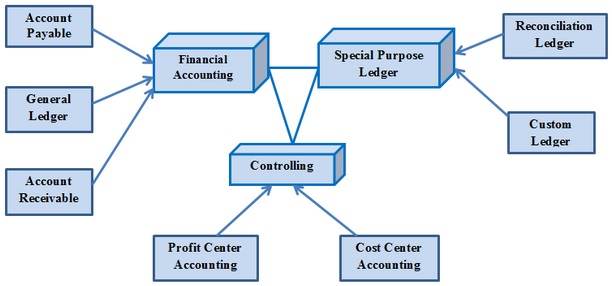 Account
Payable
Financial
Accounting
Special Purpose
Ledger
Reconciliation
Ledger
General
Ledger
Custom
Ledger
Account
Receivable
Controlling
Profit Center
Accounting
Cost Center
Accounting